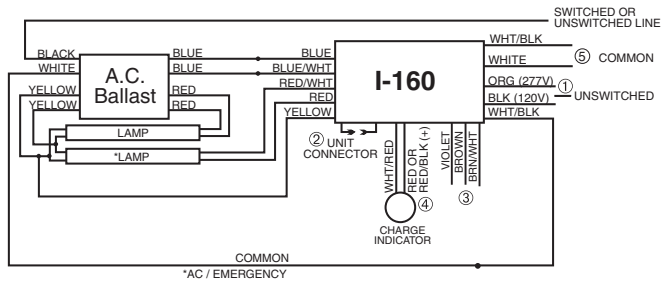 SWITCHED OR
UNSWITCHED LINE
BLACK
BLUE
BLUE
WHT/BLK
WHITE
BLUE
BLUE/WHT
WHITE
⑤ COMMON
A.C.
Ballast
I-160
RED/WHT
ORG (277V)
①
YELLOW
RED
RED
BLK (120V)
UNSWITCHED
YELLOW
RED
YELLOW
WHT/BLK
LAMP
*LAMP
② UNIT
CONNECTOR
WHT/RED
RED OR
RED/BLK (+)
VIOLET
BROWN
BRN/WHT
④
③
CHARGE
INDICATOR
COMMON
*AC / EMERGENCY